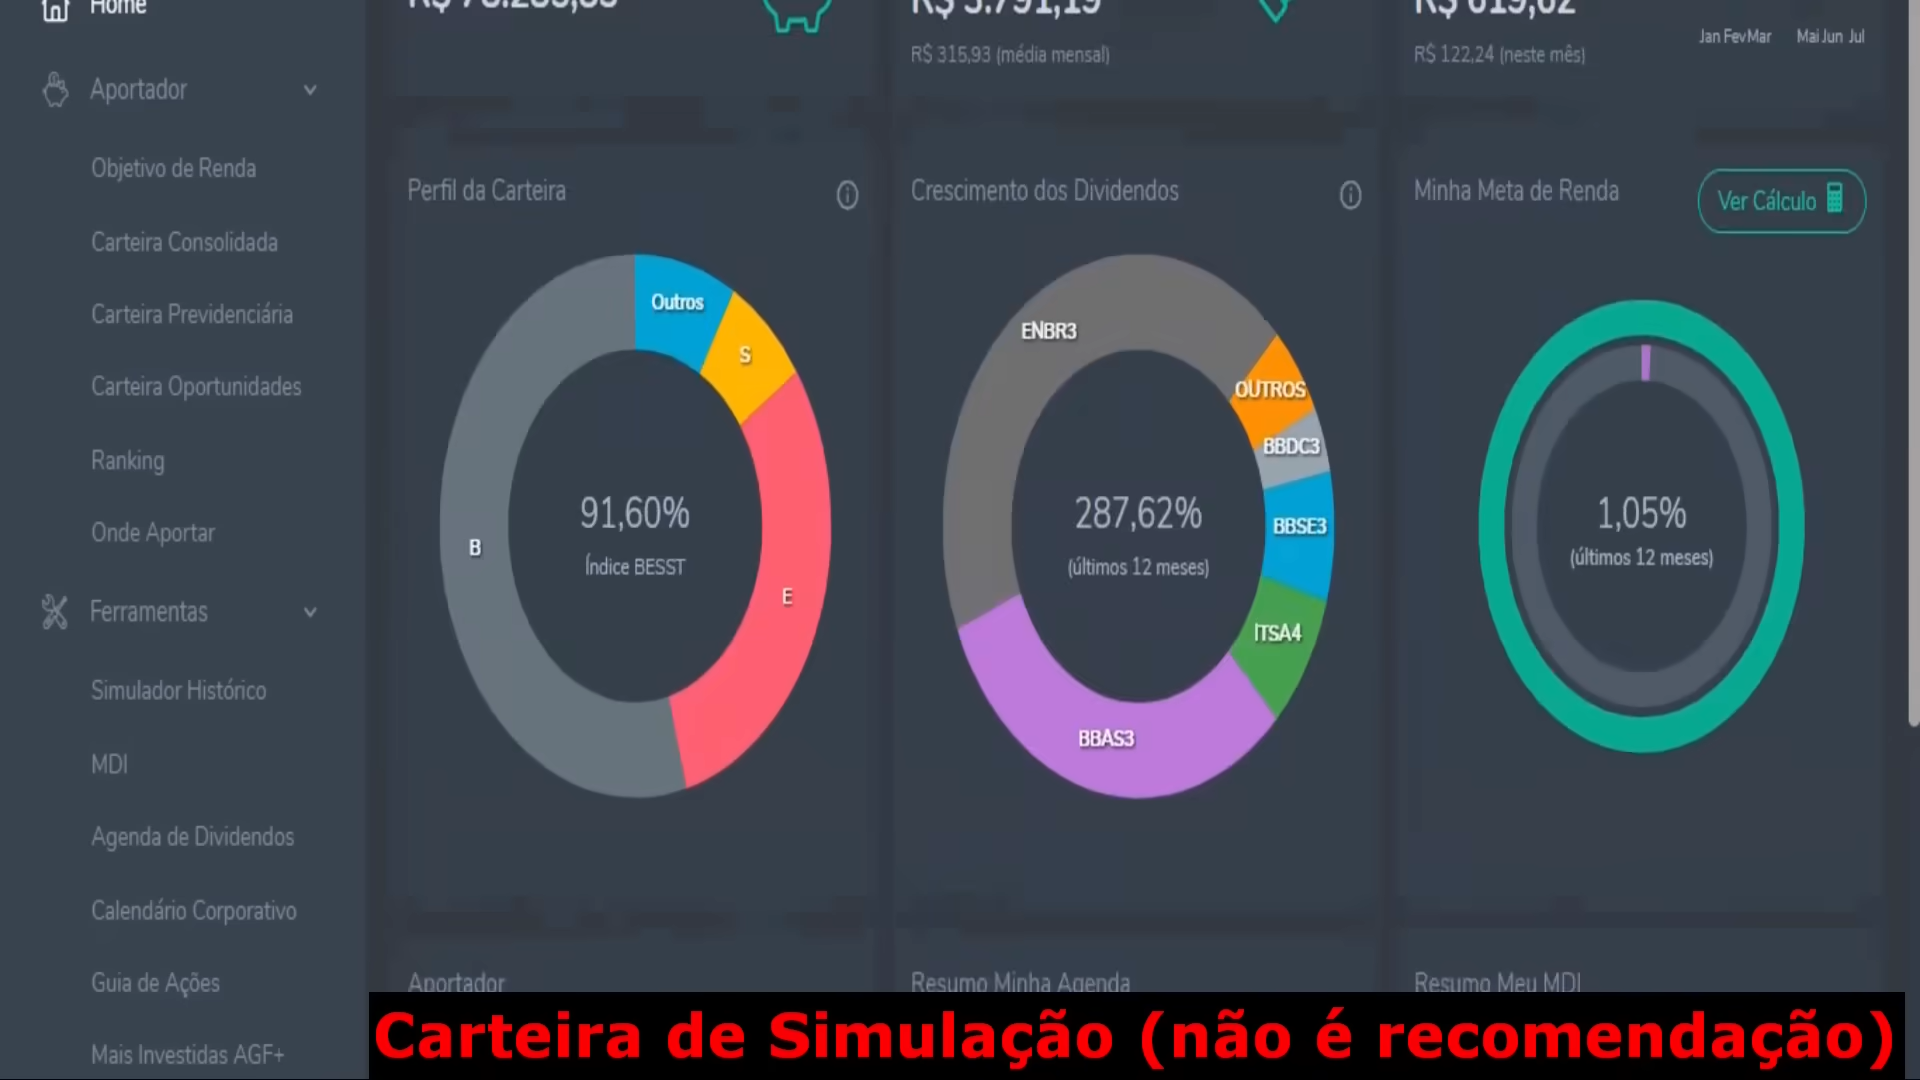 Home
Aportador
Objetivo de Renda
Carteira Consolidada
Carteira Previdenciária
Carteira Oportunidades
Ranking
Onde Aportar
Ferramentas
Simulador Histórico
MDI
Agenda de Dividendos
Calendário Corporativo
Guia de Ações
Mais Investidas AGF+
R$ 315,93 (média mensal)
R$ 122,24 (neste mês)
Jan Fev Mar Mai Jun Jul
Perfil da Carteira
Outros
S
B
E
91,60%
Índice BESST
Crescimento dos Dividendos
ENBR3
OUTROS
BBDC3
BBSE3
ITSA4
BBAS3
287,62%
(últimos 12 meses)
Minha Meta de Renda
Ver Cálculo
1,05%
(últimos 12 meses)
Aportador
Resumo Minha Agenda
Resumo Meu MDI
Carteira de Simulação (não é recomendação)